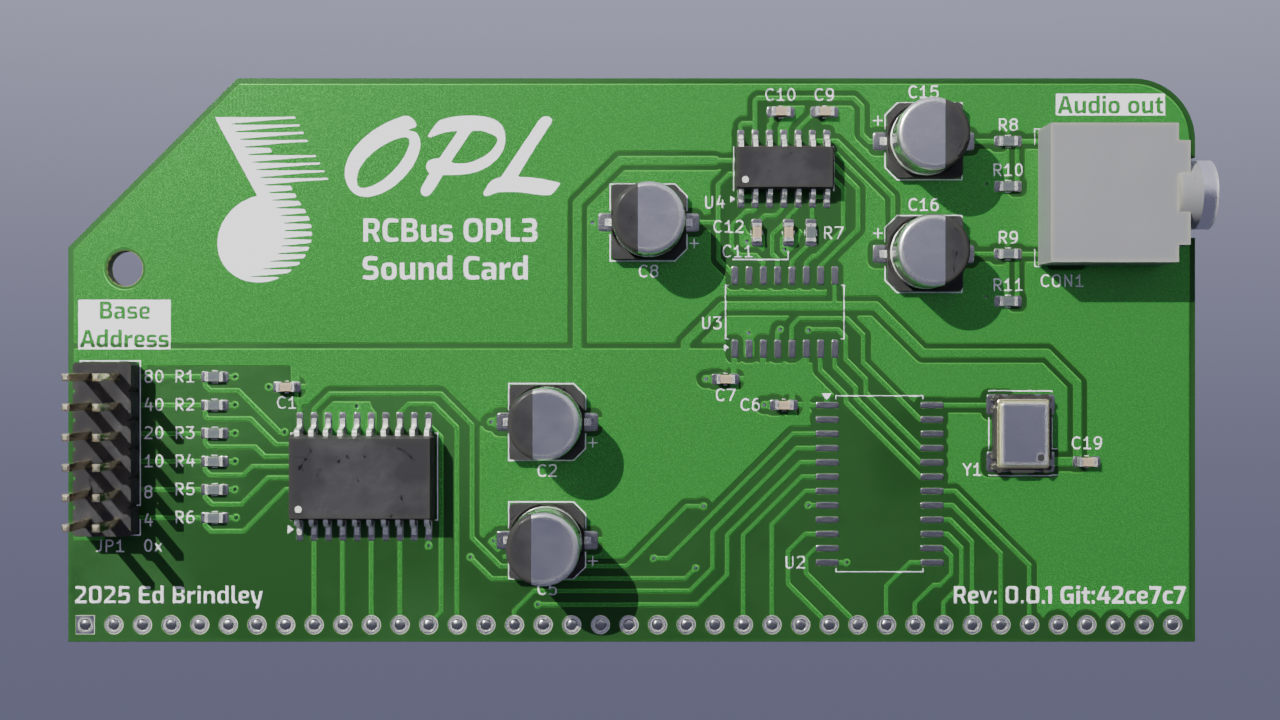 OPL
RCBus OPL3
Sound Card
Audio out
Base
Address
C10 C9 C15
R8
R10
U4
C12
R7
C11
C16
R9
R11
CON1
C8
U3
C7
C6
80 R1
40 R2
20 R3
10 R4
8 R5
4 R6
JP1 0x
C1
C2
C5
Y1
C19
U2
2025 Ed Brindley
Rev: 0.0.1 Git:42ce7c7